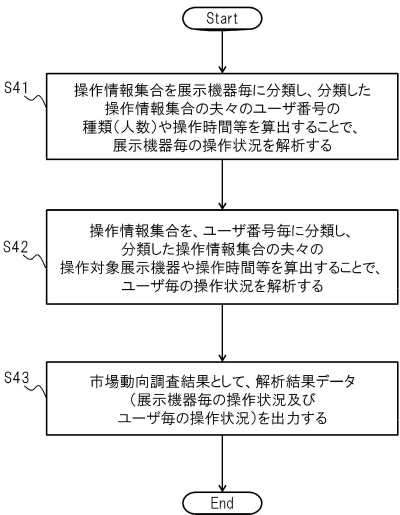 Start
S41
操作情報集合を展示機器毎に分類し、分類した
操作情報集合の夫々のユーザ番号の
種類(人数)や操作時間等を算出することで、
展示機器毎の操作状況を解析する
S42
操作情報集合を、ユーザ番号毎に分類し、
分類した操作情報集合の夫々の
操作対象展示機器や操作時間等を算出することで、
ユーザ毎の操作状況を解析する
S43
市場動向調査結果として、解析結果データ
(展示機器毎の操作状況及び
ユーザ毎の操作状況)を出力する
End